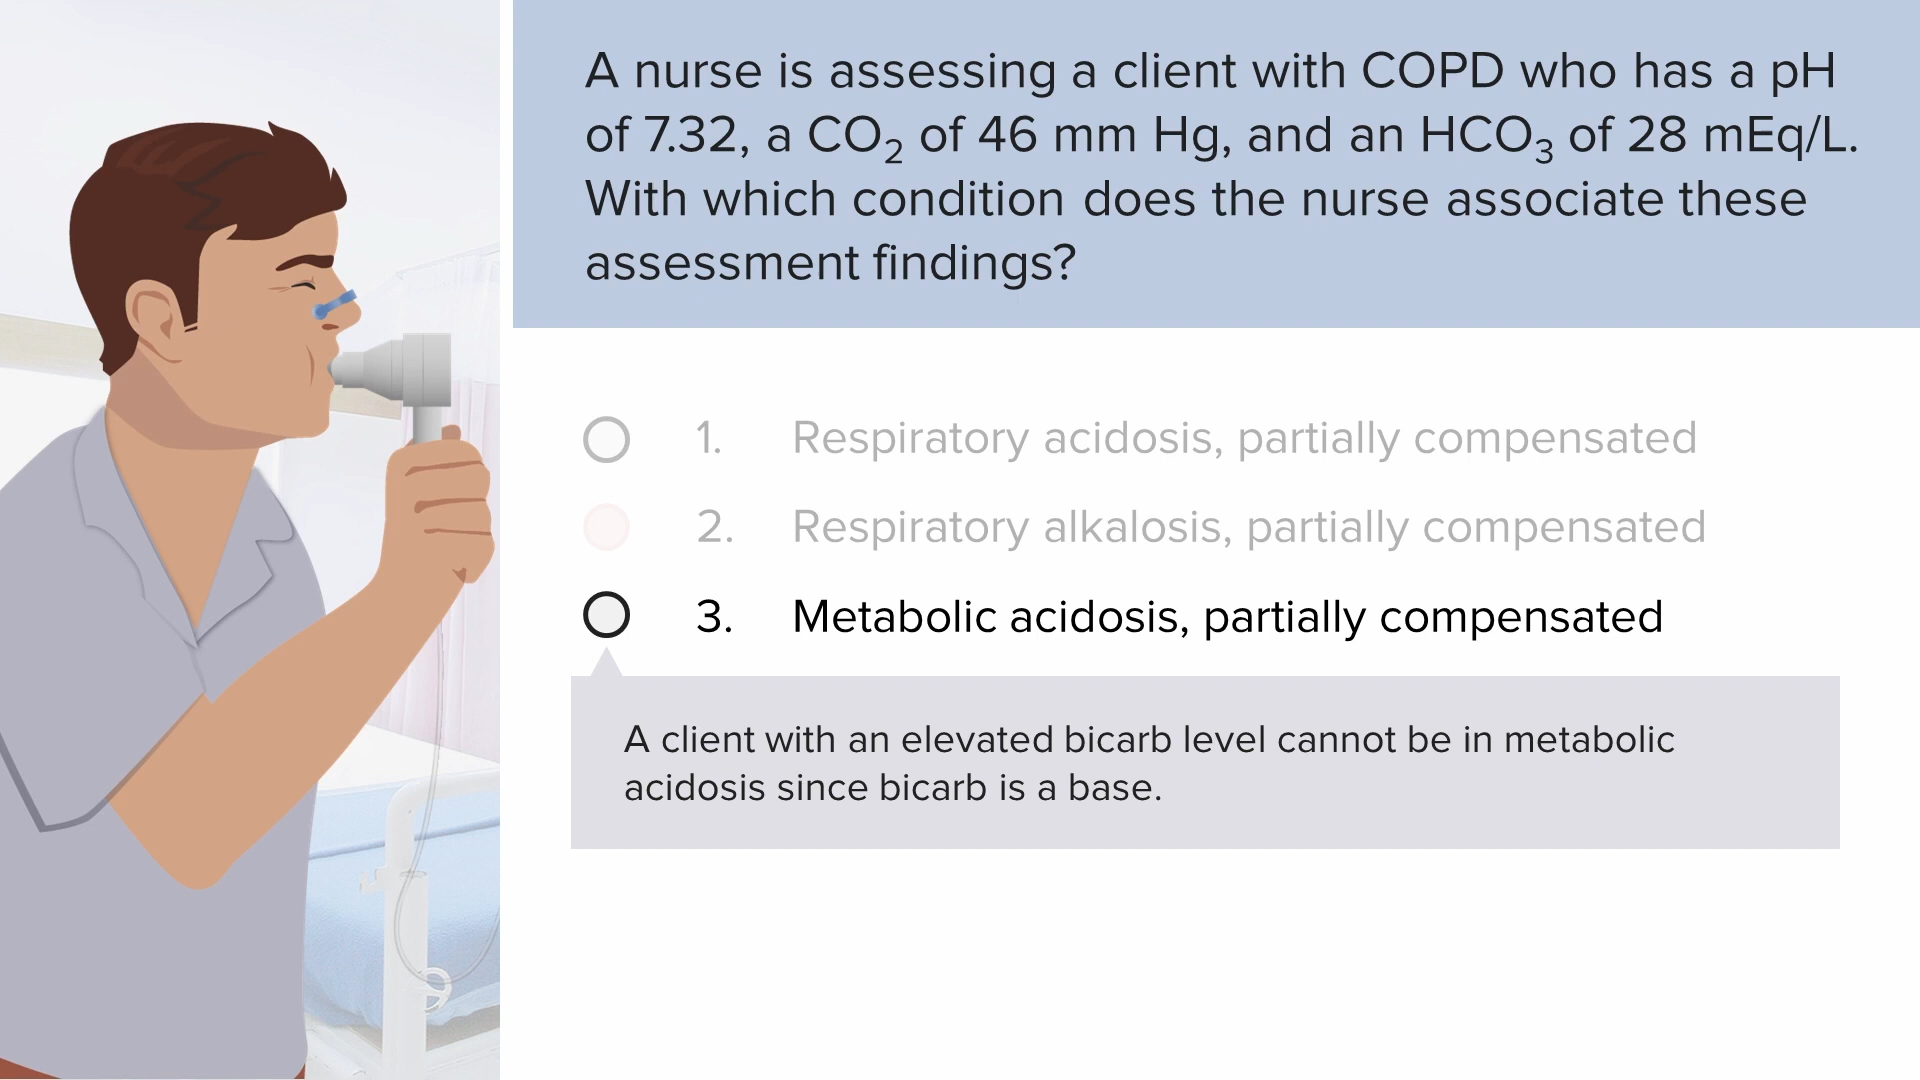 A nurse is assessing a client with COPD who has a pH
of 7.32, a CO₂ of 46 mm Hg, and an HCO₃ of 28 mEq/L.
With which condition does the nurse associate these
assessment findings?
1. Respiratory acidosis, partially compensated
2. Respiratory alkalosis, partially compensated
3. Metabolic acidosis, partially compensated
A client with an elevated bicarb level cannot be in metabolic
acidosis since bicarb is a base.